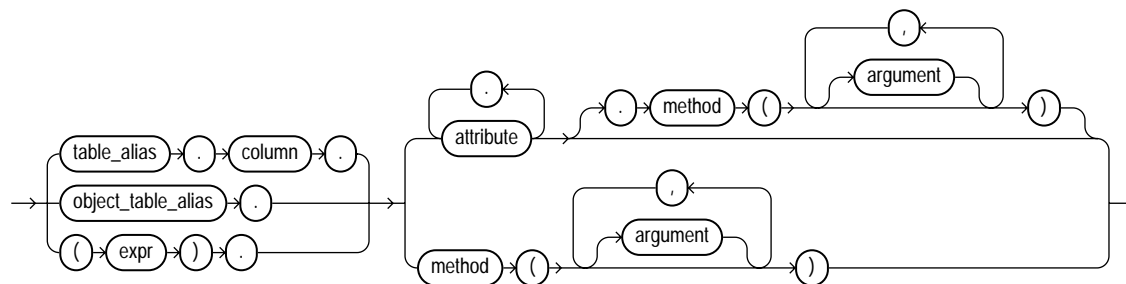 ,
argument
.
. method ( )
attribute
table_alias . column .
,
object_table_alias .
argument
( expr ) .
method ( )